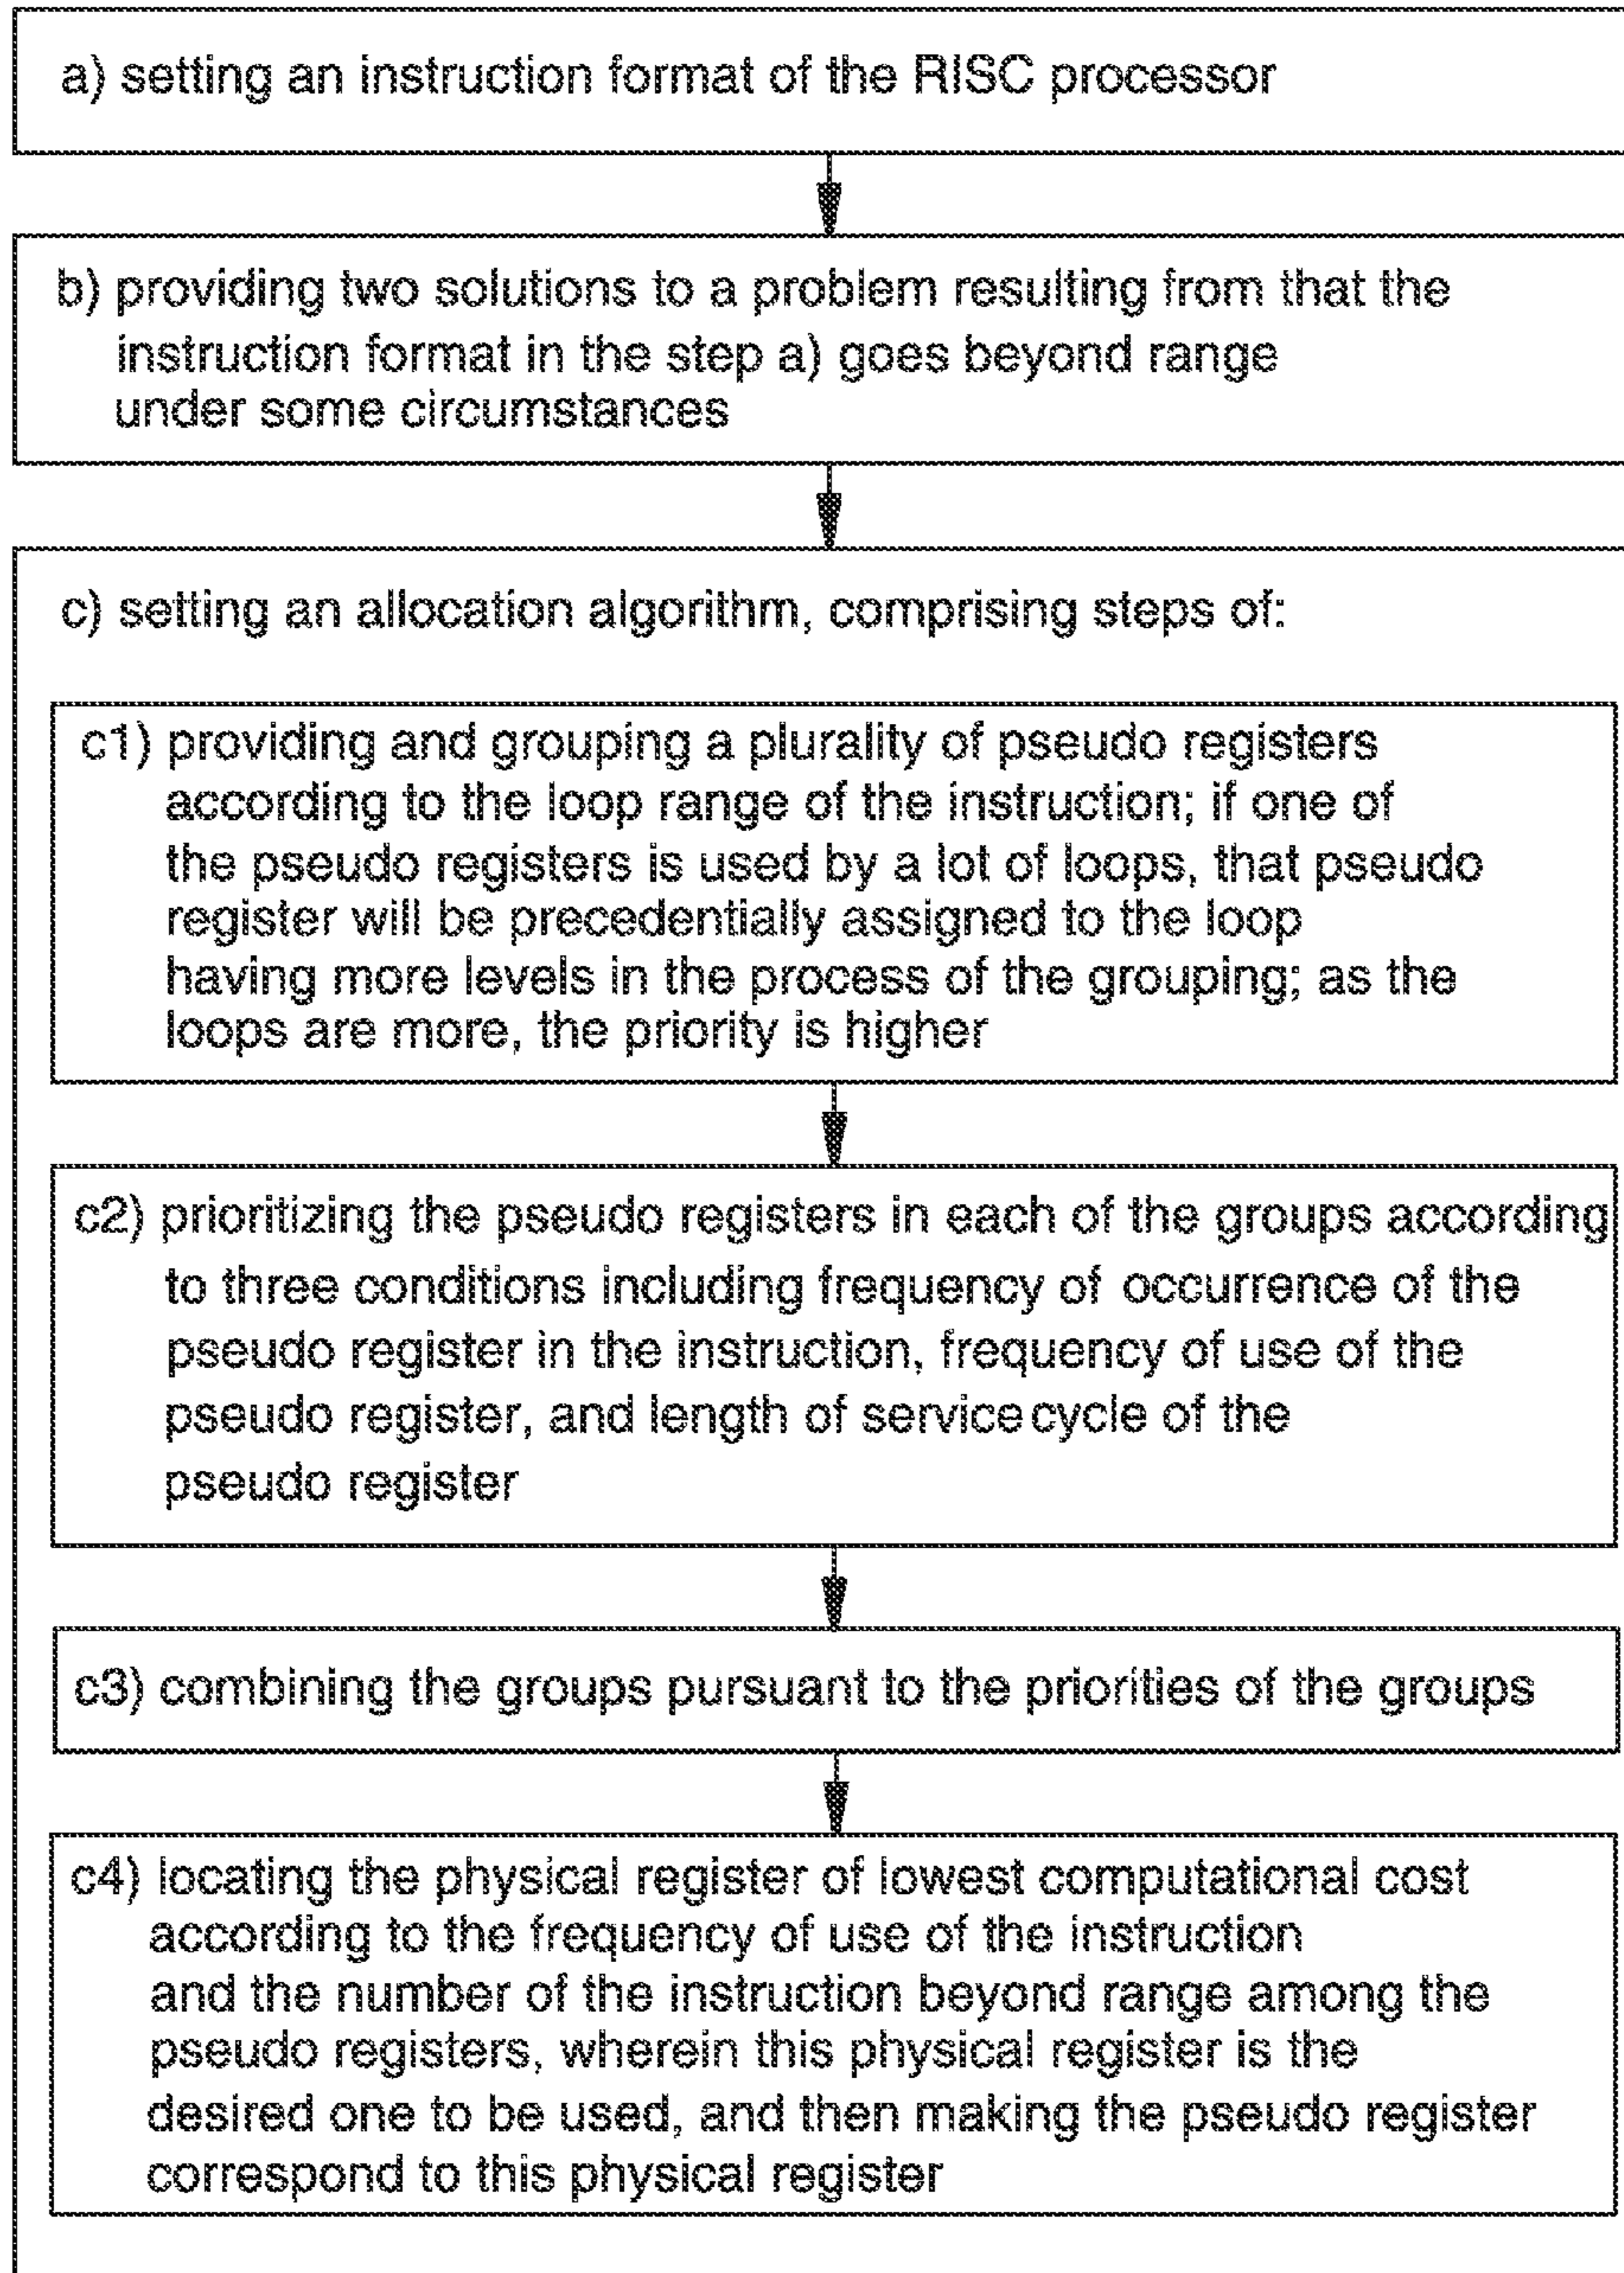 a) setting an instruction format of the RISC processor
b) providing two solutions to a problem resulting from that the
instruction format in the step a) goes beyond range
under some circumstances
c) setting an allocation algorithm, comprising steps of:
c1) providing and grouping a plurality of pseudo registers
according to the loop range of the instruction; if one of
the pseudo registers is used by a lot of loops, that pseudo
register will be precedentially assigned to the loop
having more levels in the process of the grouping; as the
loops are more, the priority is higher
c2) prioritizing the pseudo registers in each of the groups according
to three conditions including frequency of occurrence of the
pseudo register in the instruction, frequency of use of the
pseudo register, and length of service cycle of the
pseudo register
c3) combining the groups pursuant to the priorities of the groups
c4) locating the physical register of lowest computational cost
according to the frequency of use of the instruction
and the number of the instruction beyond range among the
pseudo registers, wherein this physical register is the
desired one to be used, and then making the pseudo register
correspond to this physical register